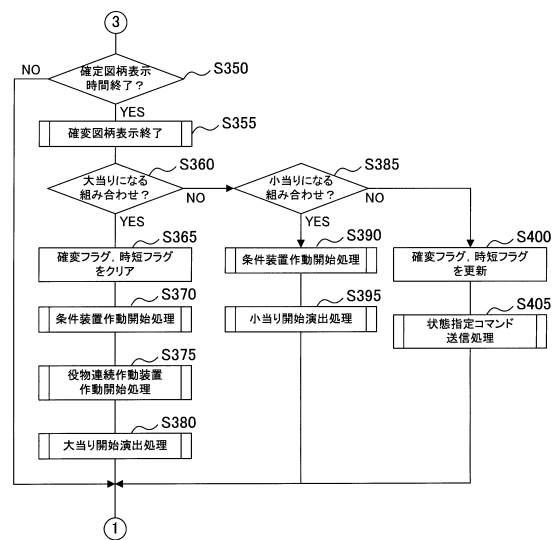 3
確定図柄表示
時間終了？
S350
NO
YES
確変図柄表示終了
S355
大当りになる
組み合わせ？
S360
NO
YES
小当りになる
組み合わせ？
S385
NO
YES
確変フラグ，時短フラグ
をクリア
S365
条件装置作動開始処理
S370
役物連続作動装置
作動開始処理
S375
大当り開始演出処理
S380
条件装置作動開始処理
S390
小当り開始演出処理
S395
確変フラグ，時短フラグ
を更新
S400
状態指定コマンド
送信処理
S405
1